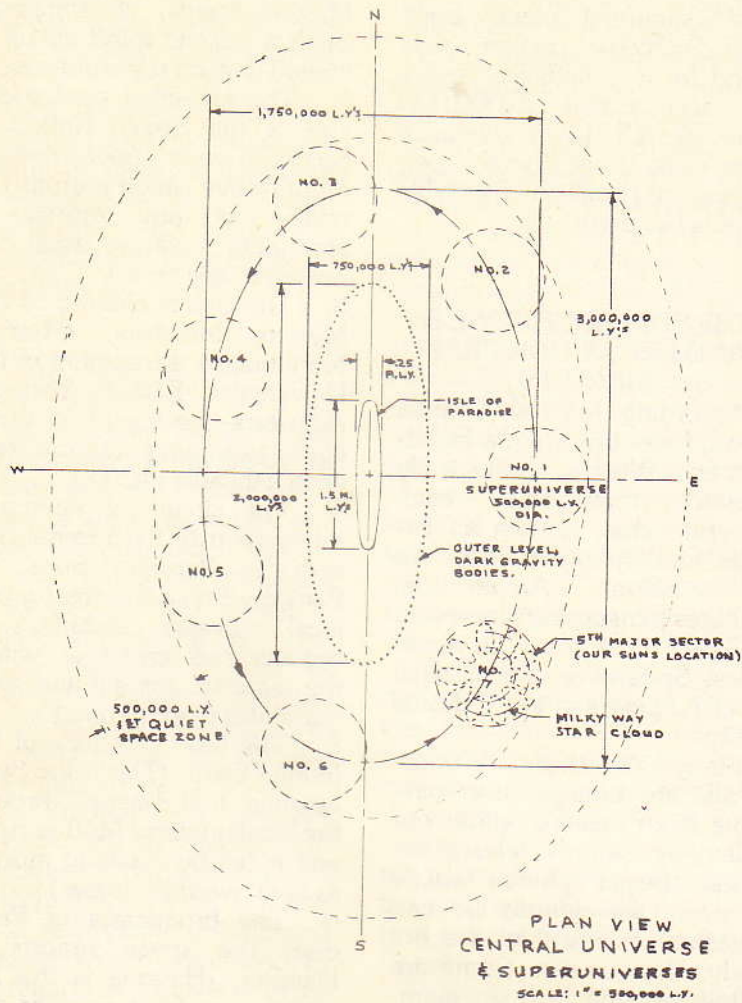 N
1,750,000 L.Y'S
NO. 3
NO. 2
750,000 L.Y'S
3,000,000
L.Y'S
NO. 4
.25
ISLE OF
PARADISE
W
NO. 1
E
SUPERUNIVERSE
500,000 L.Y.
DIA.
2,000,000
L.Y'S
1.5 M.
L.Y'S
OUTER LEVEL,
DARK GRAVITY
BODIES.
NO. 5
5TH MAJOR SECTOR
(OUR SUNS LOCATION)
NO.
7
500,000 L.Y.
1ST QUIET
SPACE ZONE
MILKY WAY
STAR CLOUD
NO. 6
S
PLAN VIEW
CENTRAL UNIVERSE
& SUPERUNIVERSES
SCALE: 1" = 500,000 L.Y.